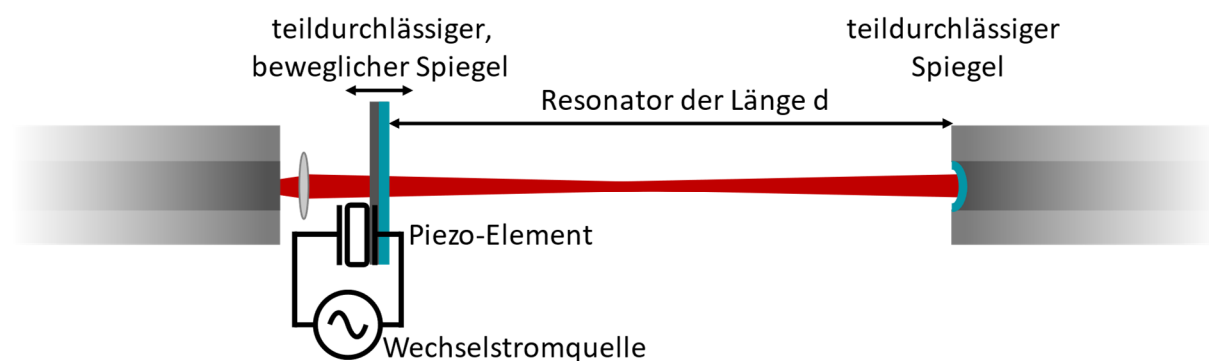 teildurchlässiger,
beweglicher Spiegel
teildurchlässiger
Spiegel
Resonator der Länge d
Piezo-Element
Wechselstromquelle